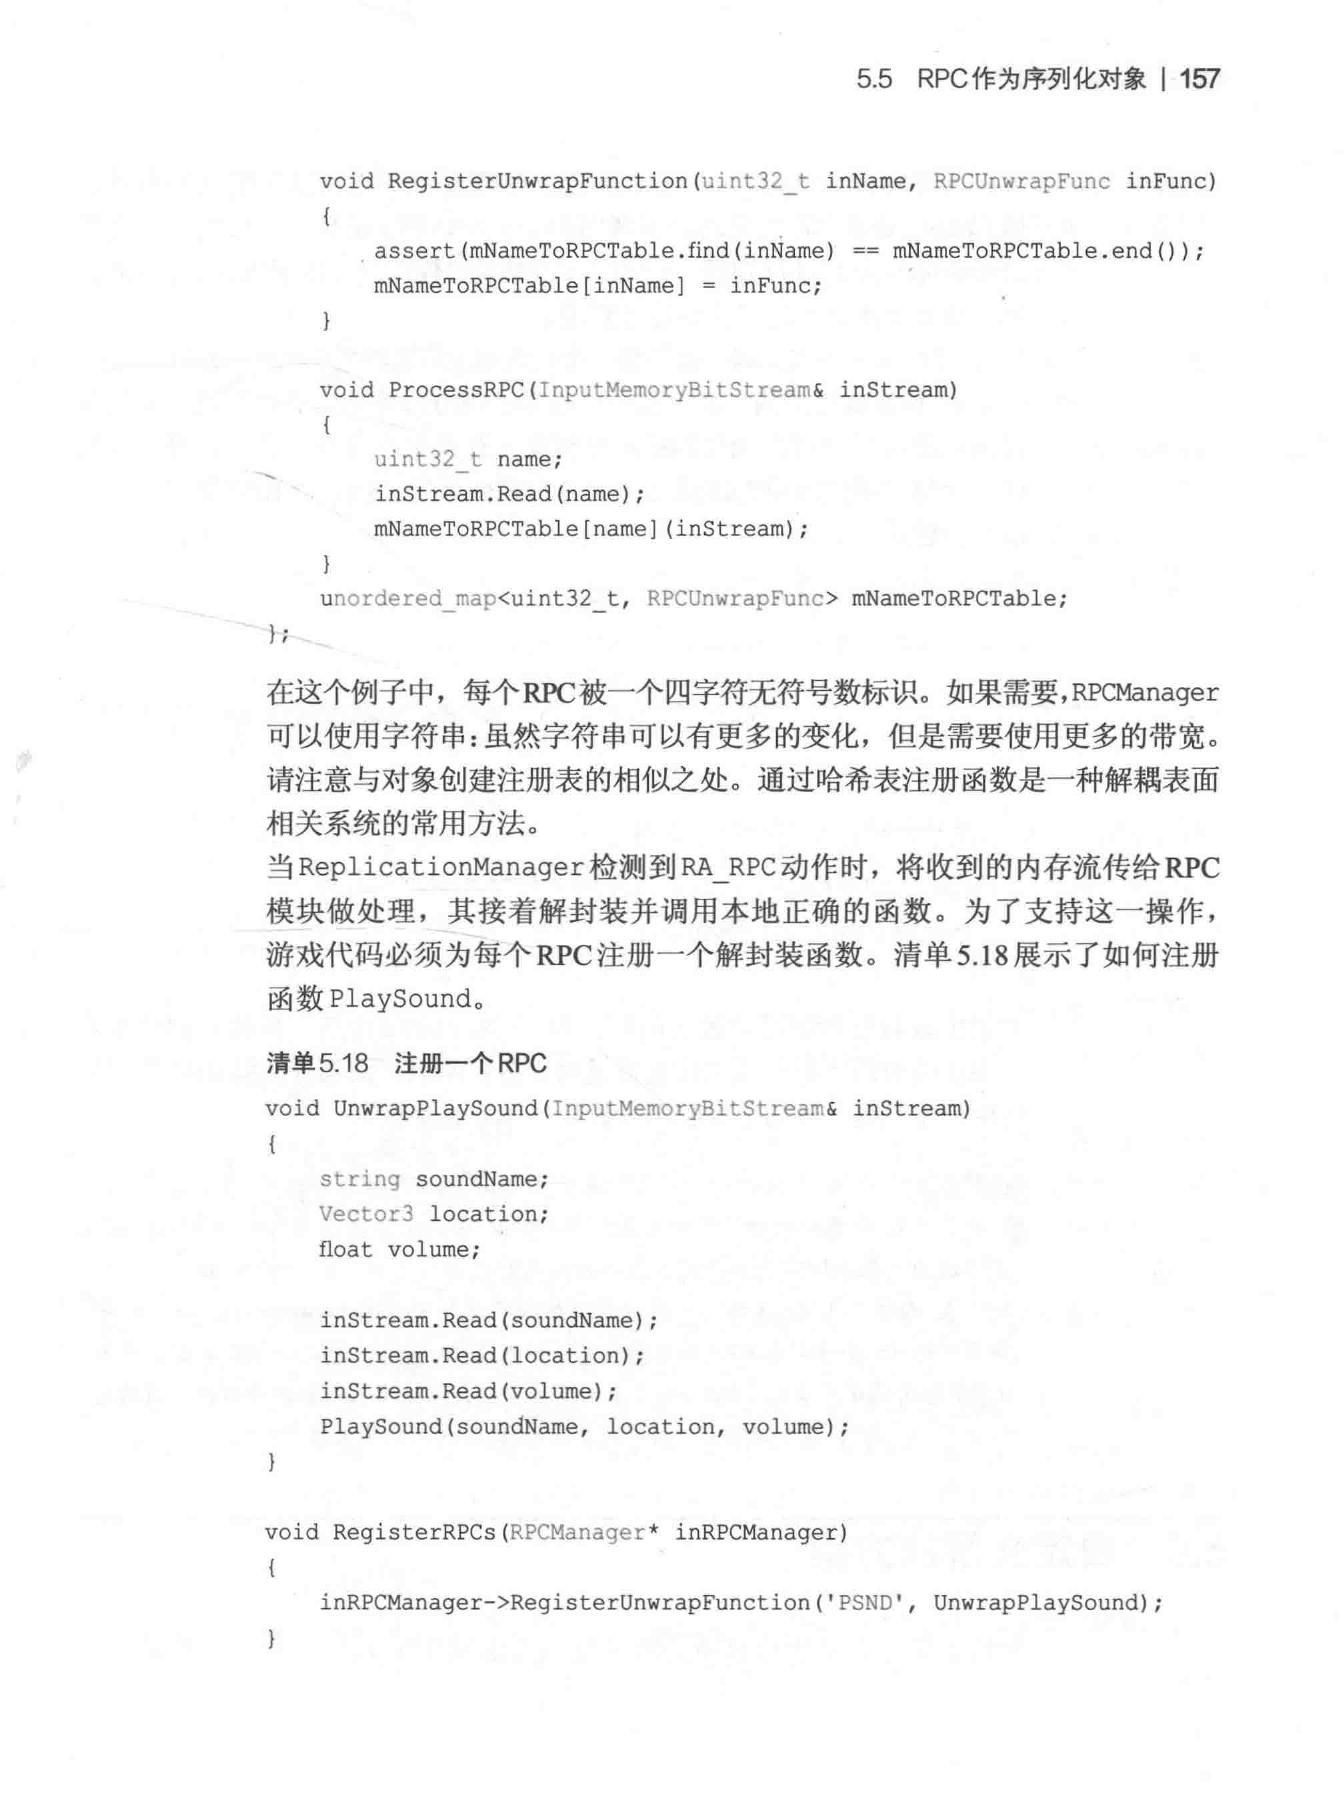 5.5 RPC作为序列化对象 | 157
void RegisterUnwrapFunction(uint32_t inName, RPCUnwrapFunc inFunc)
{
assert(mNameToRPCTable.find(inName) == mNameToRPCTable.end());
mNameToRPCTable[inName] = inFunc;
}
void ProcessRPC(InputMemoryBitStream& inStream)
{
uint32_t name;
inStream.Read(name);
mNameToRPCTable[name](inStream);
}
unordered_map<uint32_t, RPCUnwrapFunc> mNameToRPCTable;
};
在这个例子中，每个RPC被一个四字符无符号数标识。如果需要，RPCManager
可以使用字符串：虽然字符串可以有更多的变化，但是需要使用更多的带宽。
请注意与对象创建注册表的相似之处。通过哈希表注册函数是一种解耦表面
相关系统的常用方法。
当ReplicationManager检测到RA_RPC动作时，将收到的内存流传给RPC
模块做处理，其接着解封装并调用本地正确的函数。为了支持这一操作，
游戏代码必须为每个RPC注册一个解封装函数。清单5.18展示了如何注册
函数PlaySound。
清单5.18 注册一个RPC
void UnwrapPlaySound(InputMemoryBitStream& inStream)
{
string soundName;
Vector3 location;
float volume;
inStream.Read(soundName);
inStream.Read(location);
inStream.Read(volume);
PlaySound(soundName, location, volume);
}
void RegisterRPCs(RPCManager* inRPCManager)
{
inRPCManager->RegisterUnwrapFunction('PSND', UnwrapPlaySound);
}